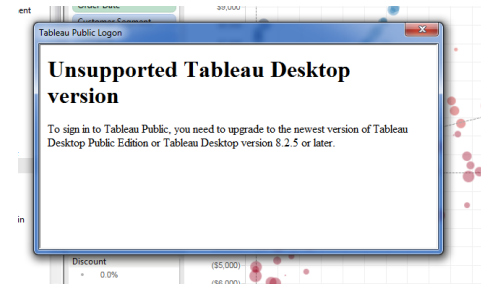 Order Date
$9,000
Customer Segment
Tableau Public Logon
Unsupported Tableau Desktop
version
To sign in to Tableau Public, you need to upgrade to the newest version of Tableau
Desktop Public Edition or Tableau Desktop version 8.2.5 or later.
in
Discount
0.0%
($5,000)
($6,000)